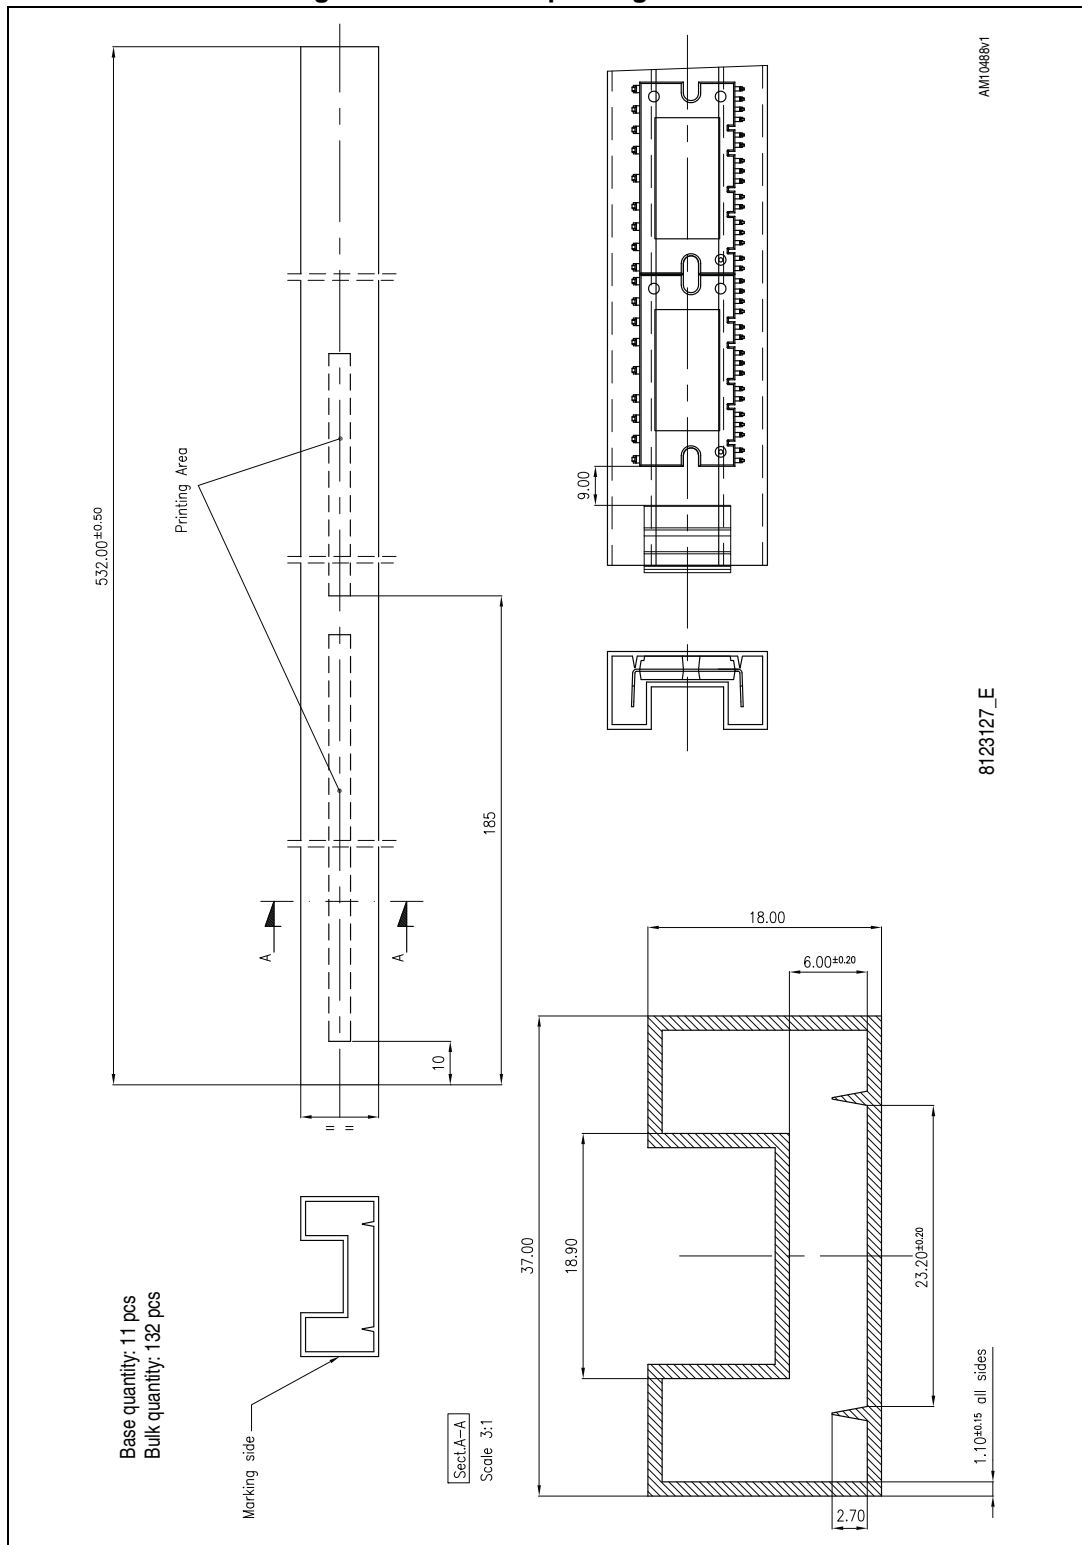 AM10488v1
532.00±0.50
Printing Area
9.00
185
A
A
10
= =
8123127_E
Base quantity: 11 pcs
Bulk quantity: 132 pcs
Marking side
Sect.A-A
Scale 3:1
18.00
6.00±0.20
37.00
18.90
23.20±0.20
1.10±0.15 all sides
2.70